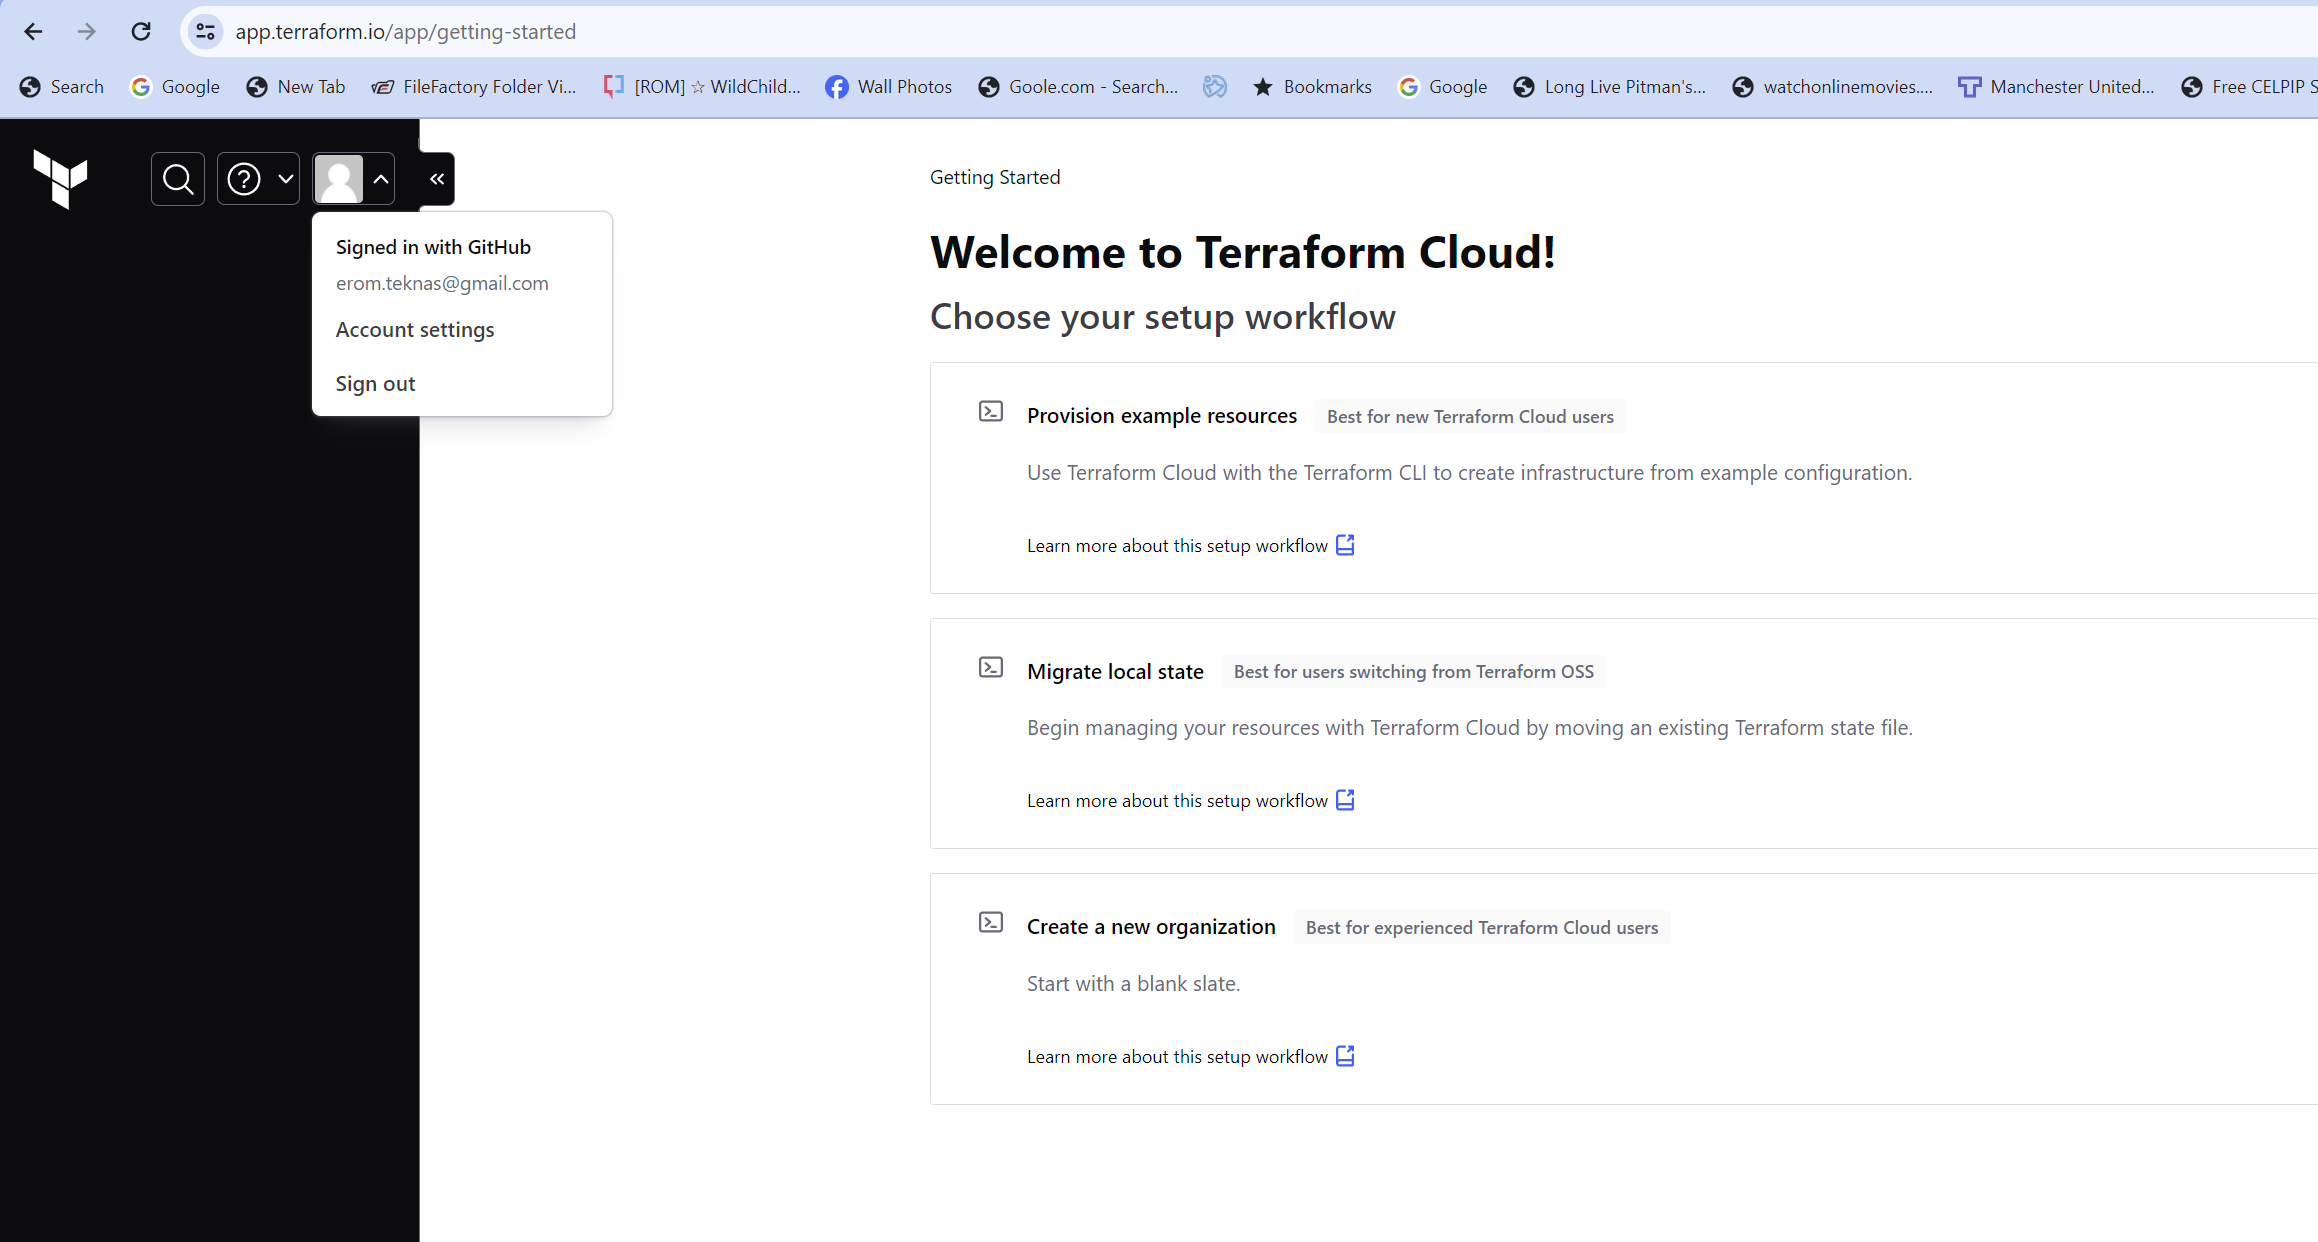 app.terraform.io/app/getting-started
Search Google New Tab FileFactory Folder Vi... [ROM] ☆ WildChild... Wall Photos Goole.com - Search... Bookmarks Google Long Live Pitman's... watchonlinemovies.... Manchester United... Free CELPIP S
Signed in with GitHub
erom.teknas@gmail.com
Account settings
Sign out
Getting Started
Welcome to Terraform Cloud!
Choose your setup workflow
Provision example resources Best for new Terraform Cloud users
Use Terraform Cloud with the Terraform CLI to create infrastructure from example configuration.
Learn more about this setup workflow
Migrate local state Best for users switching from Terraform OSS
Begin managing your resources with Terraform Cloud by moving an existing Terraform state file.
Learn more about this setup workflow
Create a new organization Best for experienced Terraform Cloud users
Start with a blank slate.
Learn more about this setup workflow